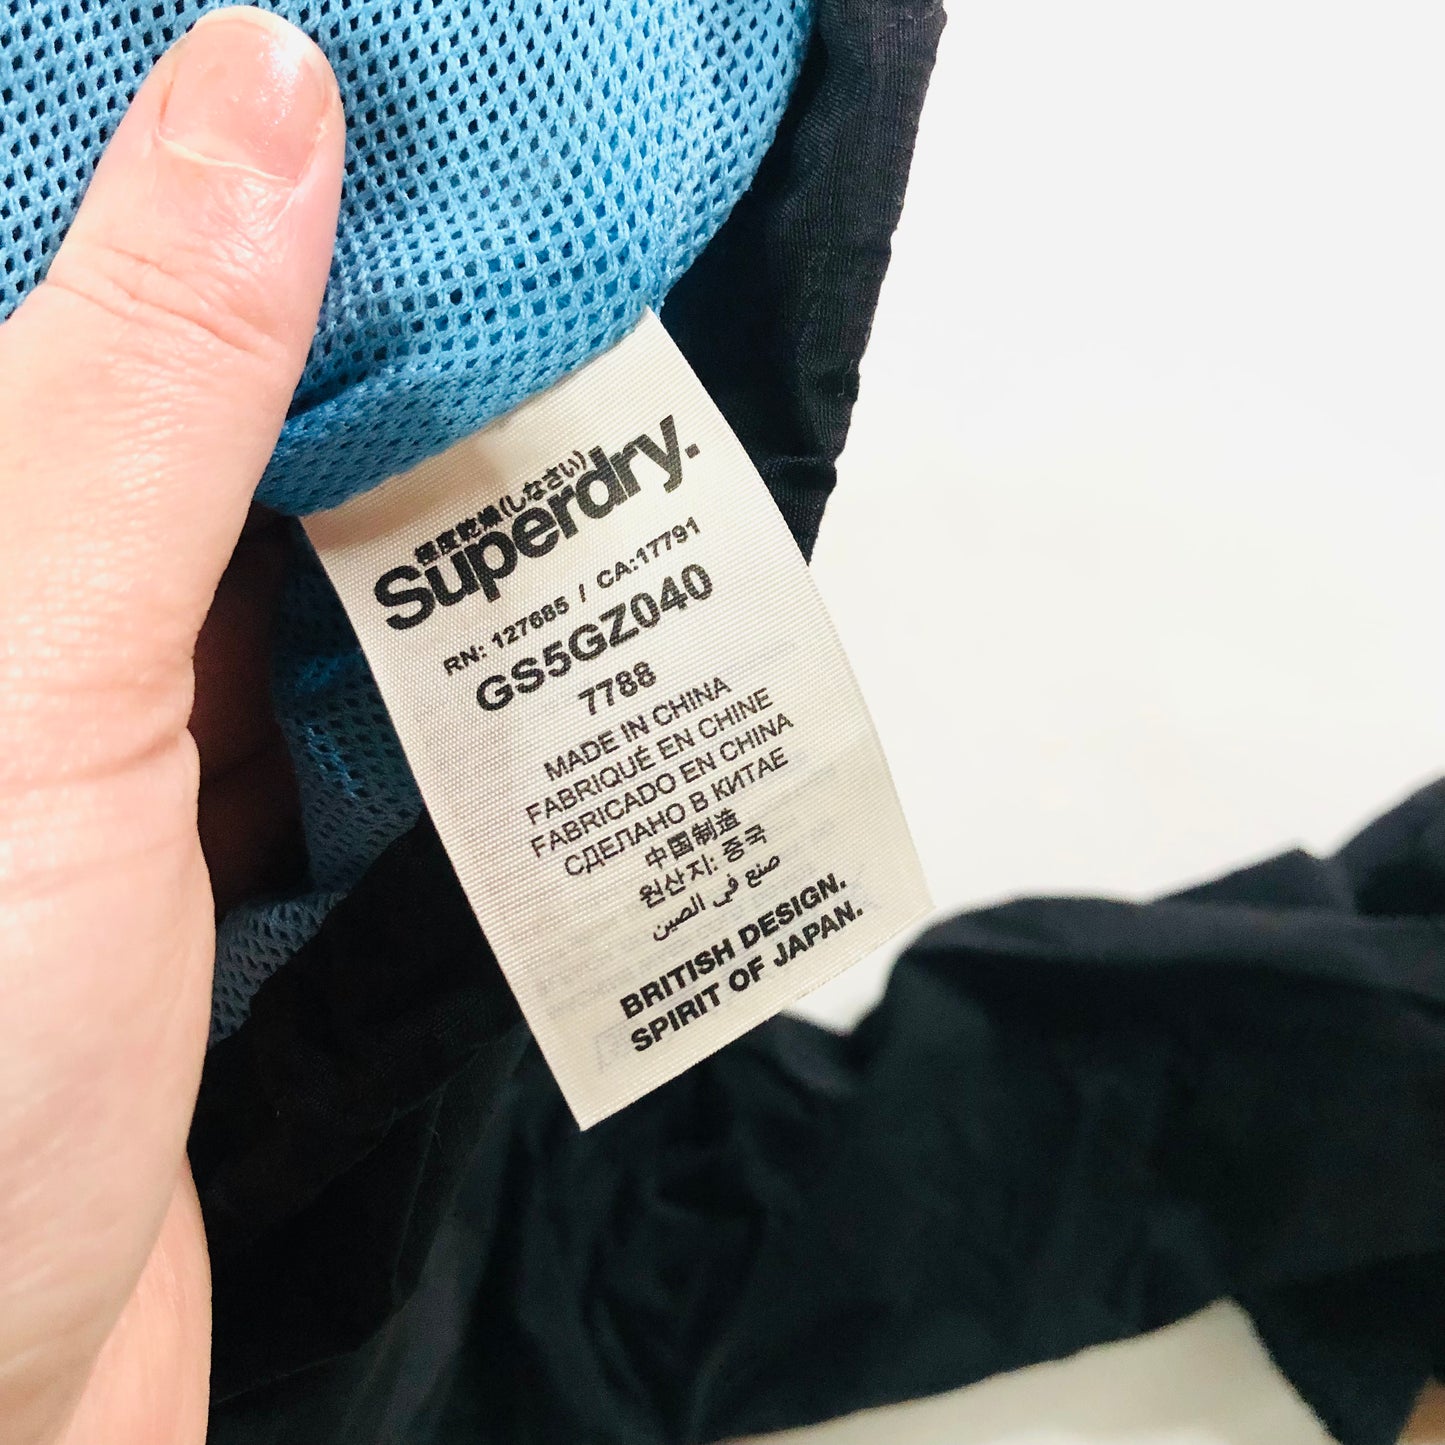 極度乾燥(しなさい)
Superdry.
RN: 127685 / CA:17791
GS5GZ040
7788
MADE IN CHINA
FABRIQUÉ EN CHINE
FABRICADO EN CHINA
СДЕЛАНО В КИТАЕ
中国制造
원산지: 중국
صنع في الصين
BRITISH DESIGN.
SPIRIT OF JAPAN.